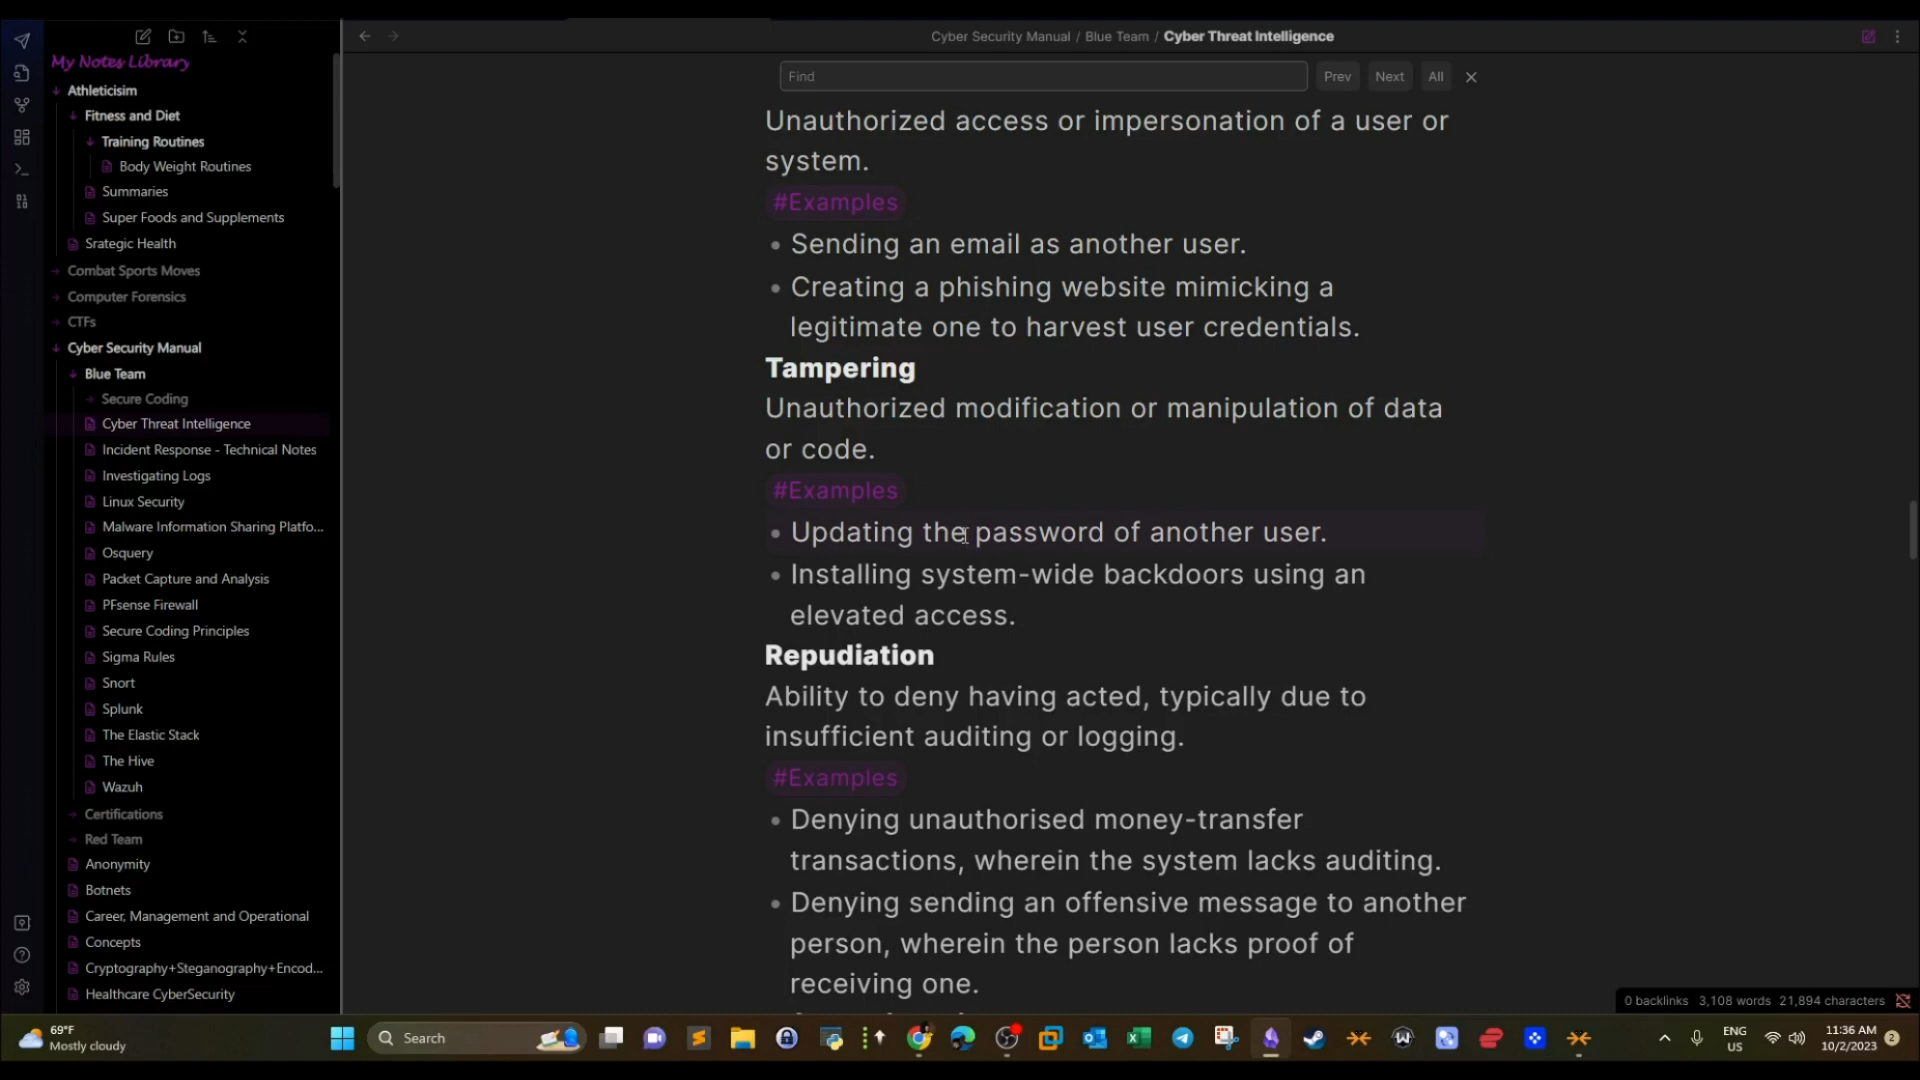 My Notes Library
Athleticisim
Fitness and Diet
Training Routines
Body Weight Routines
Summaries
Super Foods and Supplements
Srategic Health
Combat Sports Moves
Computer Forensics
CTFs
Cyber Security Manual
Blue Team
Secure Coding
Cyber Threat Intelligence
Incident Response - Technical Notes
Investigating Logs
Linux Security
Malware Information Sharing Platfo...
Osquery
Packet Capture and Analysis
PFsense Firewall
Secure Coding Principles
Sigma Rules
Snort
Splunk
The Elastic Stack
The Hive
Wazuh
Certifications
Red Team
Anonymity
Botnets
Career, Management and Operational
Concepts
Cryptography+Steganography+Encod...
Healthcare CyberSecurity
Cyber Security Manual / Blue Team / Cyber Threat Intelligence
Find Prev Next All
Unauthorized access or impersonation of a user or
system.
#Examples
• Sending an email as another user.
• Creating a phishing website mimicking a
legitimate one to harvest user credentials.
Tampering
Unauthorized modification or manipulation of data
or code.
#Examples
• Updating the password of another user.
• Installing system-wide backdoors using an
elevated access.
Repudiation
Ability to deny having acted, typically due to
insufficient auditing or logging.
#Examples
• Denying unauthorised money-transfer
transactions, wherein the system lacks auditing.
• Denying sending an offensive message to another
person, wherein the person lacks proof of
receiving one.
0 backlinks 3,108 words 21,894 characters
69°F
Mostly cloudy
Search
ENG
US
11:36 AM
10/2/2023
2